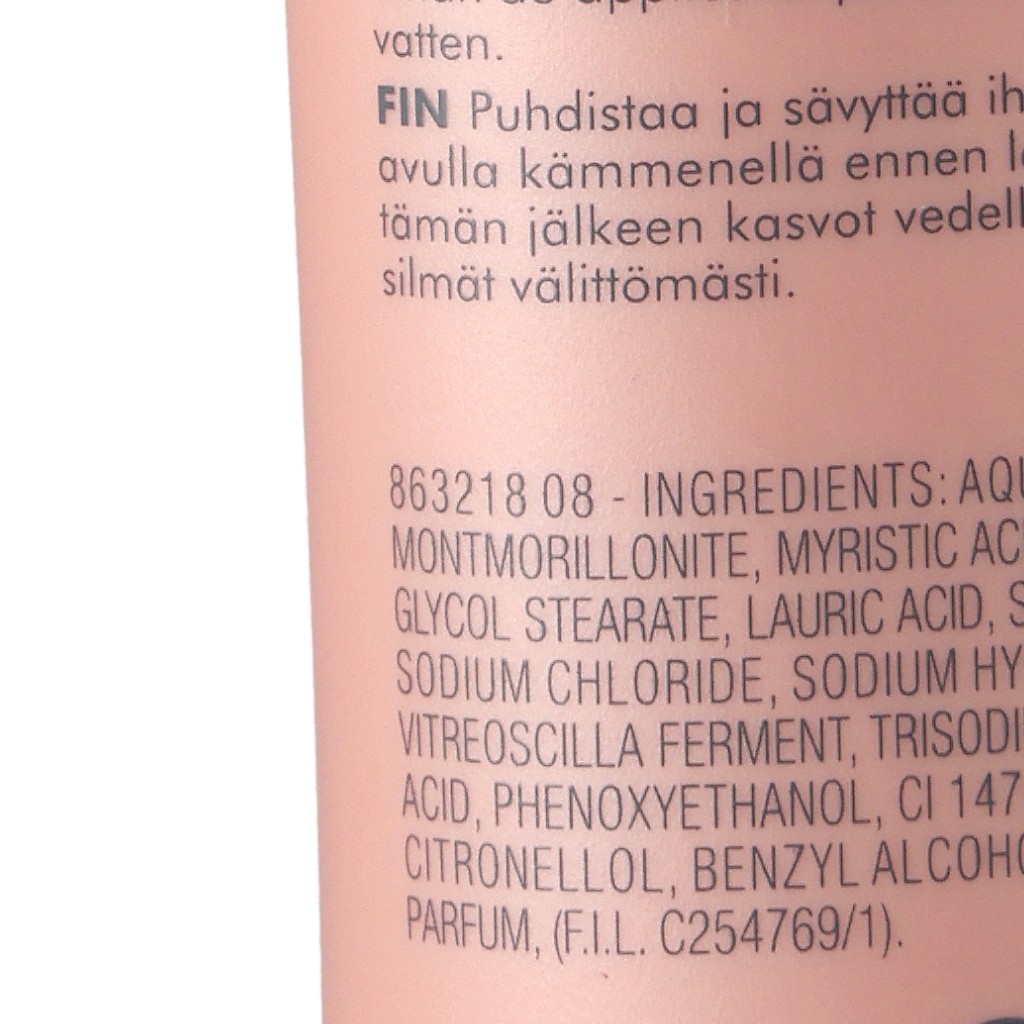 vatten.
FIN Puhdistaa ja sävyttää ih
avulla kämmenellä ennen
tämän jälkeen kasvot vedell
silmät välittömästi.
863218 08 - INGREDIENTS: AQU
MONTMORILLONITE, MYRISTIC AC
GLYCOL STEARATE, LAURIC ACID, S
SODIUM CHLORIDE, SODIUM HY
VITREOSCILLA FERMENT, TRISODI
ACID, PHENOXYETHANOL, CI 147
CITRONELLOL, BENZYL ALCOHO
PARFUM, (F.I.L. C254769/1).